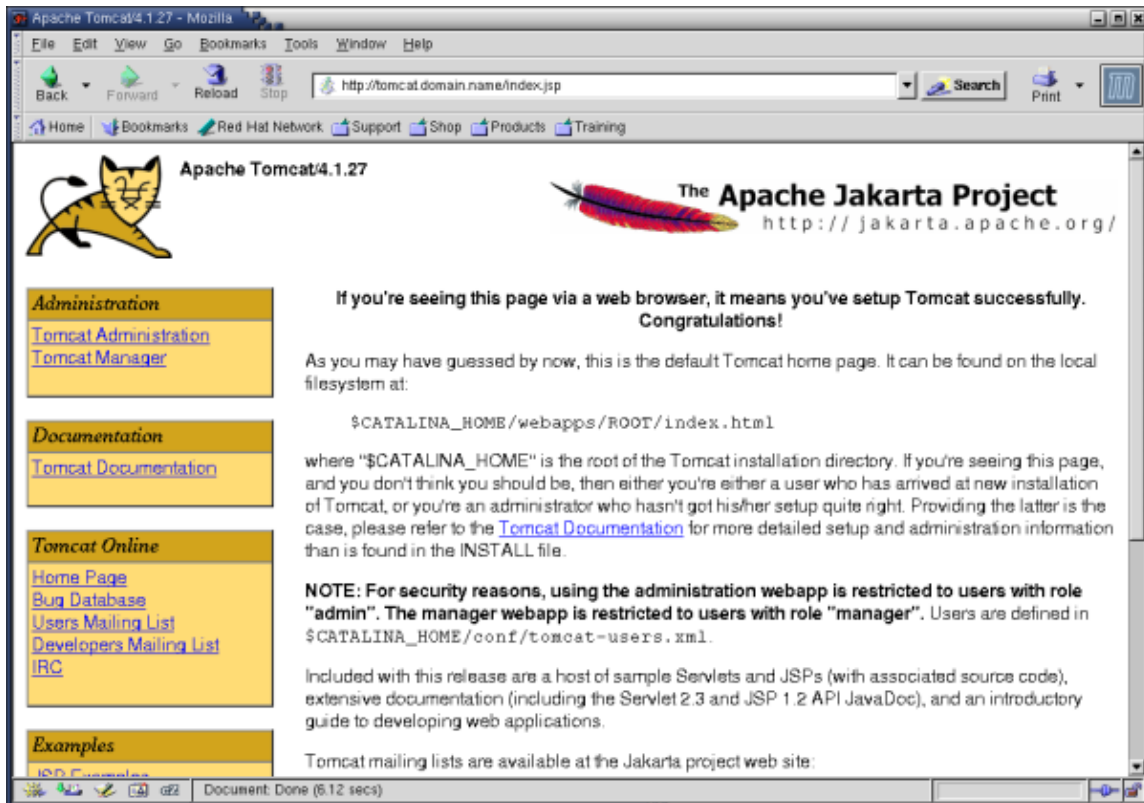 Apache Tomcat/4.1.27 - Mozilla
File Edit View Go Bookmarks Tools Window Help
Back Forward Reload Stop http://tomcat.domain.name/index.jsp Search Print
Home Bookmarks Red Hat Network Support Shop Products Training
Apache Tomcat/4.1.27
The Apache Jakarta Project
http://jakarta.apache.org/
Administration
Tomcat Administration
Tomcat Manager
Documentation
Tomcat Documentation
Tomcat Online
Home Page
Bug Database
Users Mailing List
Developers Mailing List
IRC
Examples
JSP Examples
If you're seeing this page via a web browser, it means you've setup Tomcat successfully.
Congratulations!
As you may have guessed by now, this is the default Tomcat home page. It can be found on the local
filesystem at:
$CATALINA_HOME/webapps/ROOT/index.html
where "$CATALINA_HOME" is the root of the Tomcat installation directory. If you're seeing this page,
and you don't think you should be, then either you're either a user who has arrived at new installation
of Tomcat, or you're an administrator who hasn't got his/her setup quite right. Providing the latter is the
case, please refer to the Tomcat Documentation for more detailed setup and administration information
than is found in the INSTALL file.
NOTE: For security reasons, using the administration webapp is restricted to users with role
"admin". The manager webapp is restricted to users with role "manager". Users are defined in
$CATALINA_HOME/conf/tomcat-users.xml.
Included with this release are a host of sample Servlets and JSPs (with associated source code),
extensive documentation (including the Servlet 2.3 and JSP 1.2 API JavaDoc), and an introductory
guide to developing web applications.
Tomcat mailing lists are available at the Jakarta project web site:
Document: Done (6.12 secs)